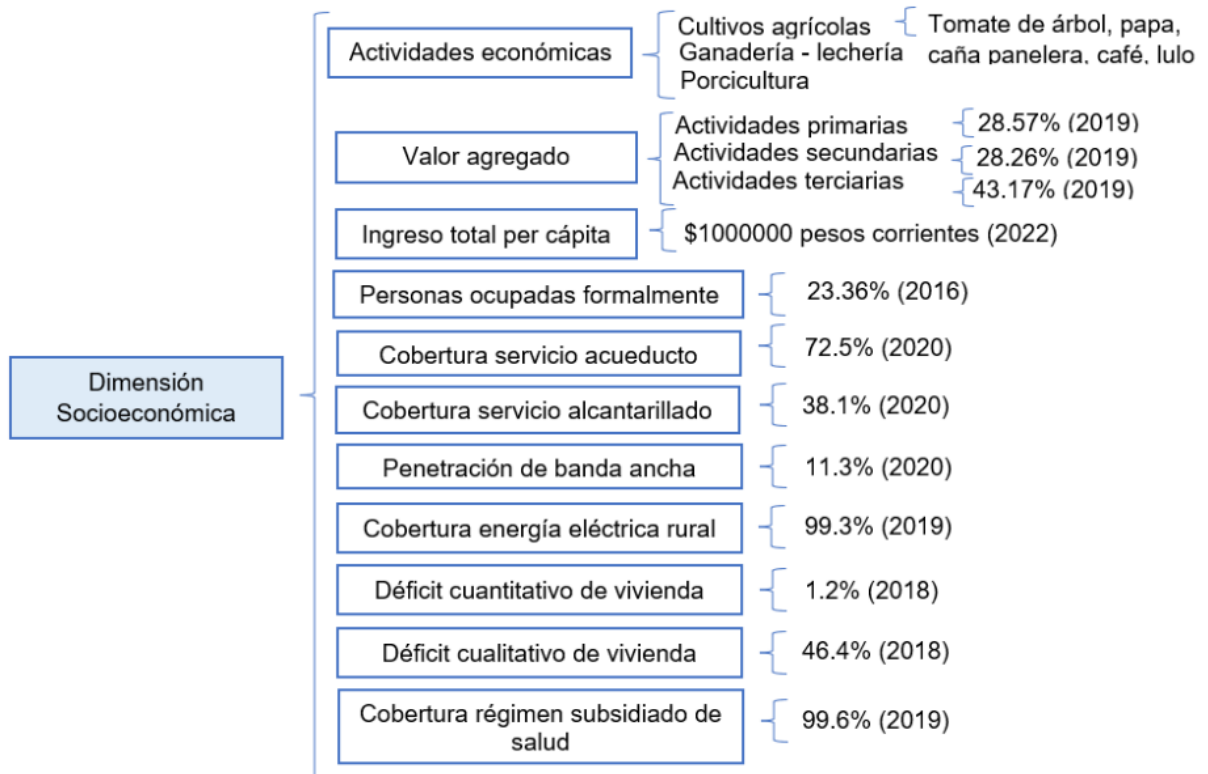 Actividades económicas
Cultivos agrícolas
Ganadería - lechería
Porcicultura
Tomate de árbol, papa,
caña panelera, café, lulo
Valor agregado
Actividades primarias
28.57% (2019)
Actividades secundarias
28.26% (2019)
Actividades terciarias
43.17% (2019)
Ingreso total per cápita
$1000000 pesos corrientes (2022)
Personas ocupadas formalmente
23.36% (2016)
Cobertura servicio acueducto
72.5% (2020)
Dimensión
Socioeconómica
Cobertura servicio alcantarillado
38.1% (2020)
Penetración de banda ancha
11.3% (2020)
Cobertura energía eléctrica rural
99.3% (2019)
Déficit cuantitativo de vivienda
1.2% (2018)
Déficit cualitativo de vivienda
46.4% (2018)
Cobertura régimen subsidiado de
salud
99.6% (2019)